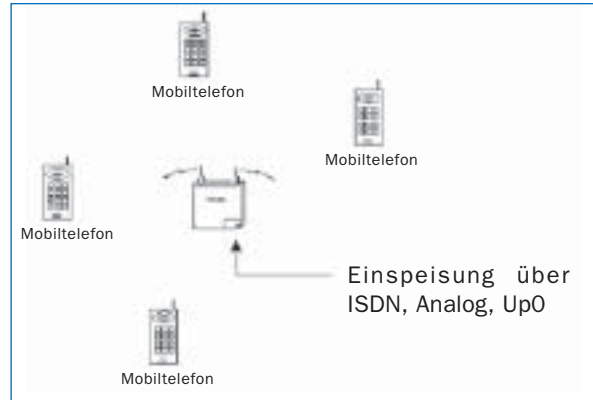 Mobiltelefon
Mobiltelefon
Mobiltelefon
Einspeisung über
ISDN, Analog, Up0
Mobiltelefon